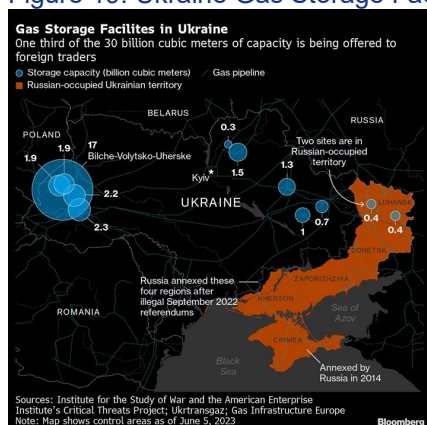 Figure 19: Ukraine Gas Storage Fac
Gas Storage Facilites in Ukraine
One third of the 30 billion cubic meters of capacity is being offered to
foreign traders
Storage capacity (billion cubic meters)
Gas pipeline
Russian-occupied Ukrainian territory
BELARUS
RUSSIA
POLAND
0.3
Two sites are in
Russian-occupied
territory
1.9
1.9
17
Bilche-Volytsko-Uherske
Kyiv
1.5
1.3
2.2
UKRAINE
LUHANSK
2.3
1
0.7
0.4
0.4
DONETSK
Russia annexed these
four regions after
illegal September 2022
referendums
ZAPORIZHZHIA
KHERSON
Sea of
Azov
ROMANIA
CRIMEA
Black
Sea
Annexed by
Russia in 2014
Sources: Institute for the Study of War and the American Enterprise
Institute's Critical Threats Project; Ukrtransgaz; Gas Infrastructure Europe
Note: Map shows control areas as of June 5, 2023
Bloomberg